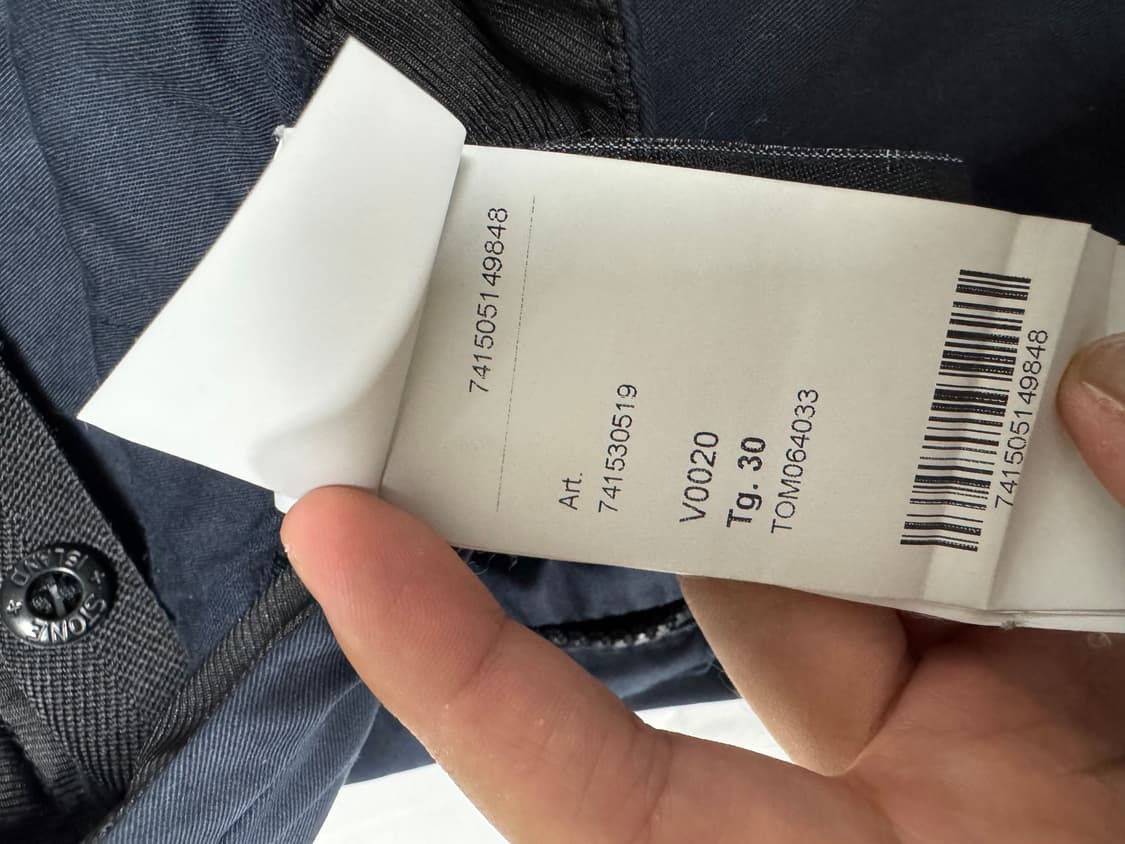 741505149848
Art.
741530519
V0020
Tg. 30
TOM064033
741505149848
STONE
ISLAND